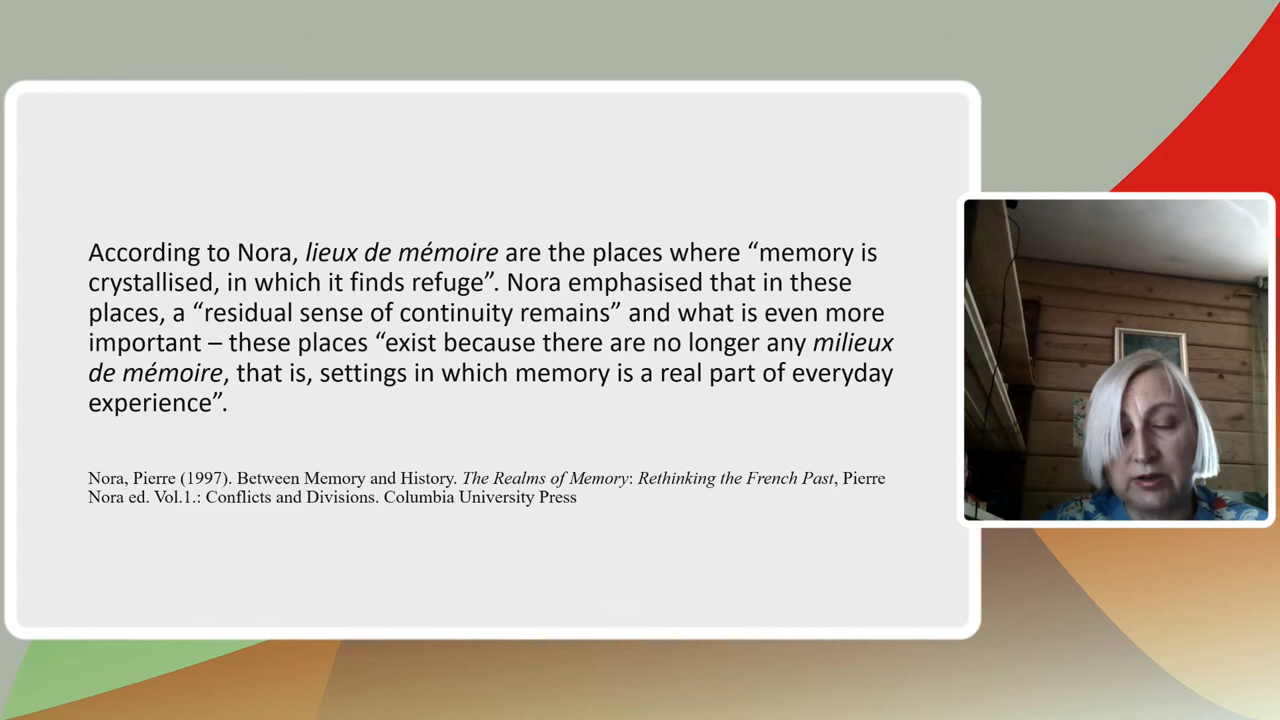 According to Nora, lieux de mémoire are the places where “memory is
crystallised, in which it finds refuge”. Nora emphasised that in these
places, a “residual sense of continuity remains” and what is even more
important – these places “exist because there are no longer any milieux
de mémoire, that is, settings in which memory is a real part of everyday
experience”.
Nora, Pierre (1997). Between Memory and History. The Realms of Memory: Rethinking the French Past, Pierre
Nora ed. Vol.1.: Conflicts and Divisions. Columbia University Press